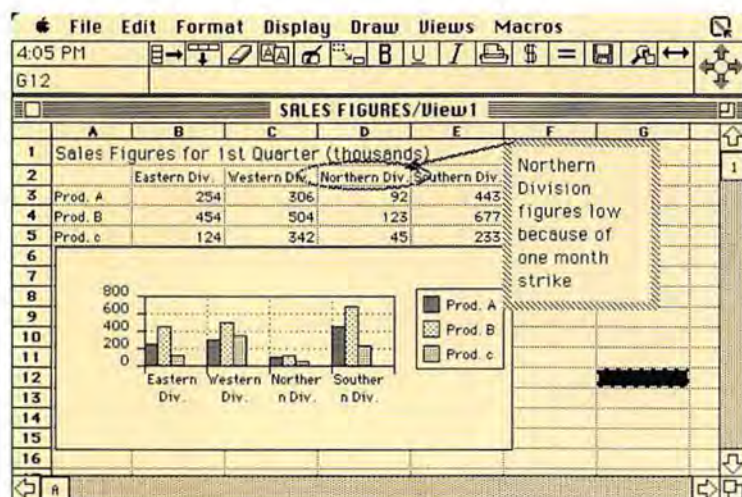 File Edit Format Display Draw Views Macros
4:05 PM B U I $ =
G12
SALES FIGURES/View1
A B C D E F G
1 Sales Figures for 1st Quarter (thousands)
2 Eastern Div. Western Div. Northern Div. Southern Div.
3 Prod. A 254 306 92 443
4 Prod. B 454 504 123 677
5 Prod. c 124 342 45 233
6
7
8
9
10
11
12
13
14
15
16
Northern
Division
figures low
because of
one month
strike
1
800
600
400
200
0
Eastern Western Norther Souther
Div. Div. n Div. n Div.
Prod. A
Prod. B
Prod. c
A